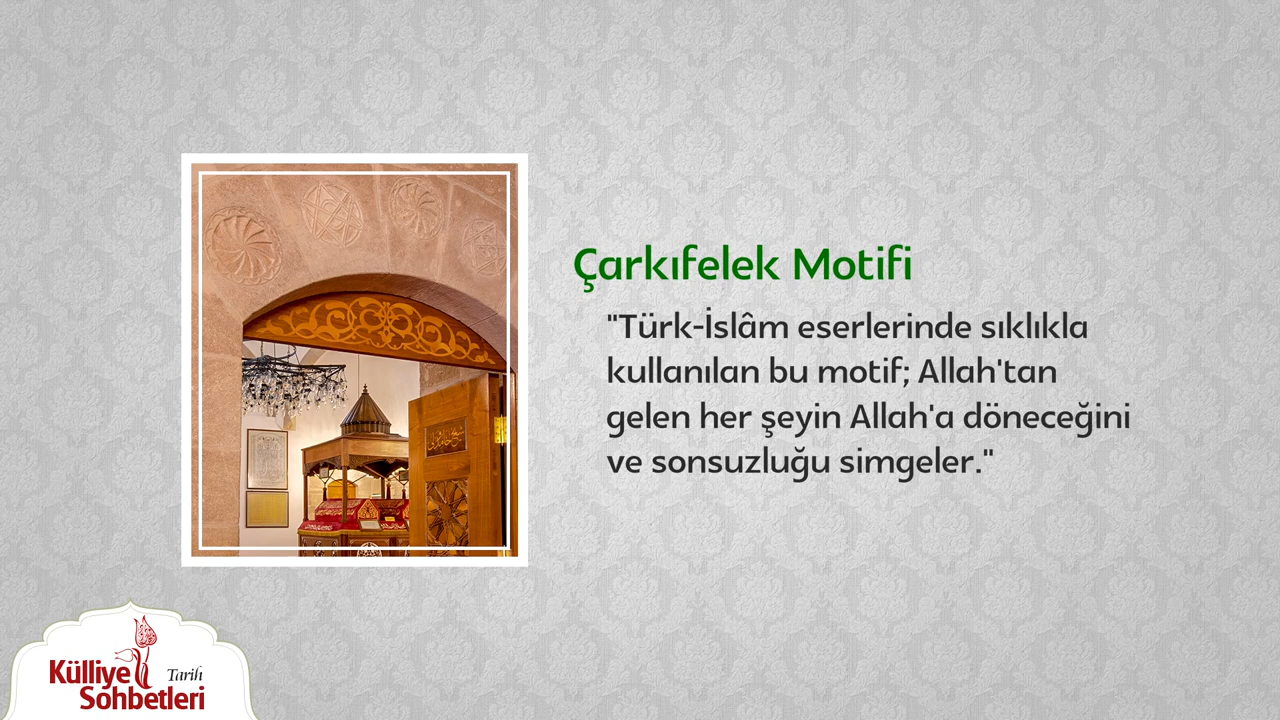 Çarkıfelek Motifi
"Türk-İslâm eserlerinde sıklıkla
kullanılan bu motif; Allah'tan
gelen her şeyin Allah'a döneceğini
ve sonsuzluğu simgeler."
Külliye Tarih
Sohbetleri